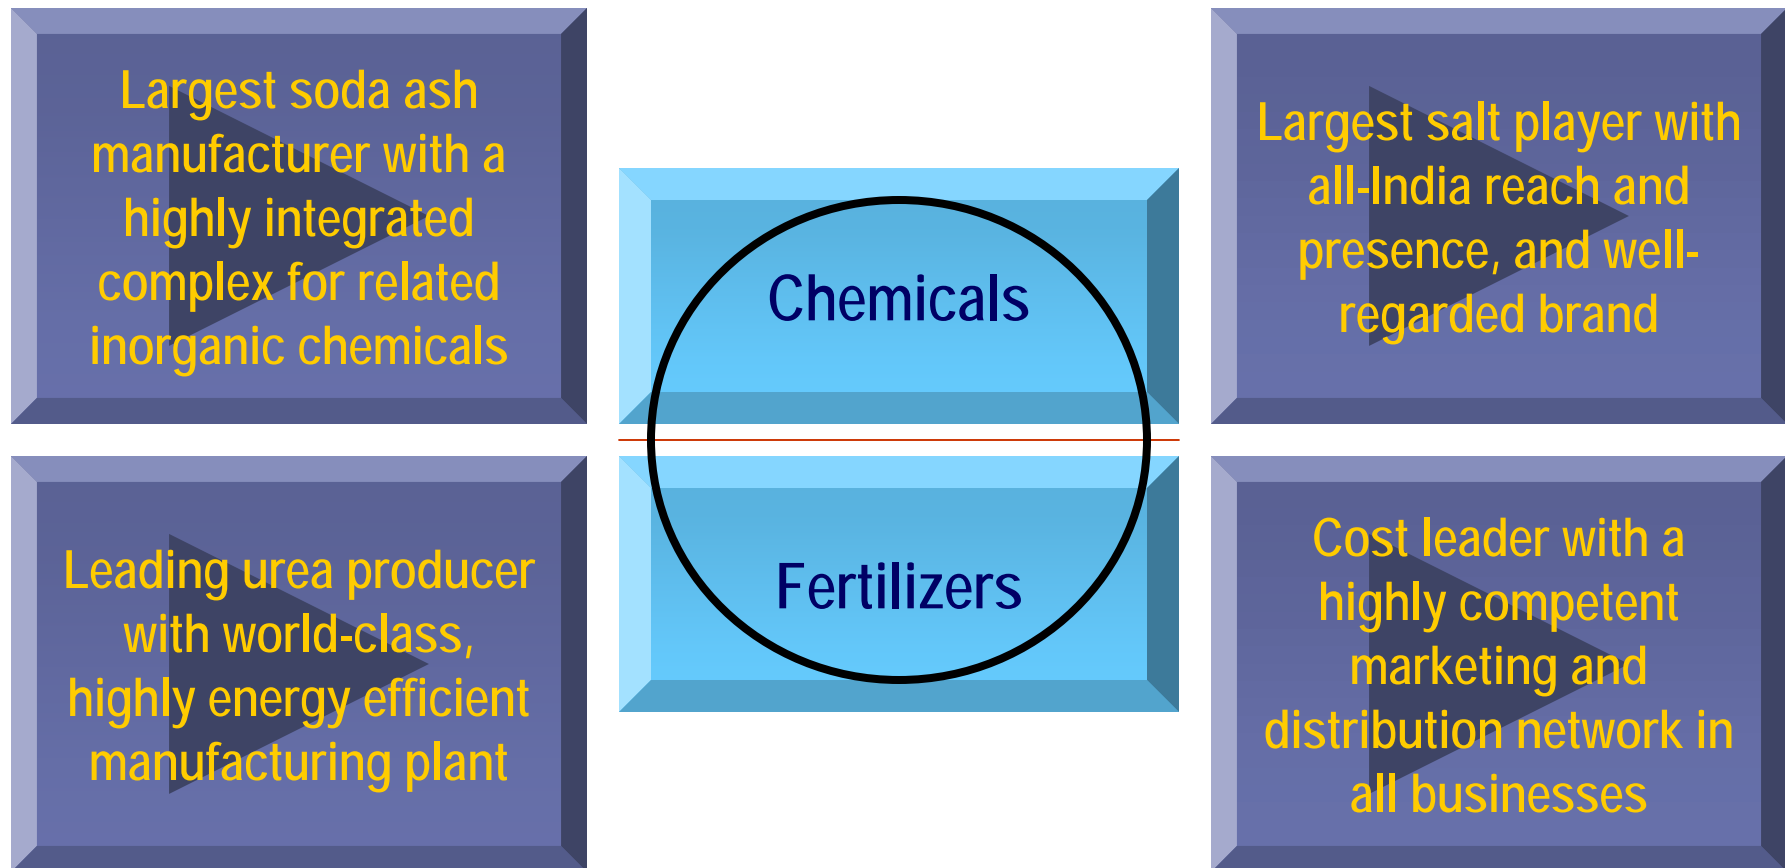 Largest soda ash
manufacturer with a
highly integrated
complex for related
inorganic chemicals
Chemicals
Largest salt player with
all-India reach and
presence, and well-
regarded brand
Leading urea producer
with world-class,
highly energy efficient
manufacturing plant
Fertilizers
Cost leader with a
highly competent
marketing and
distribution network in
all businesses